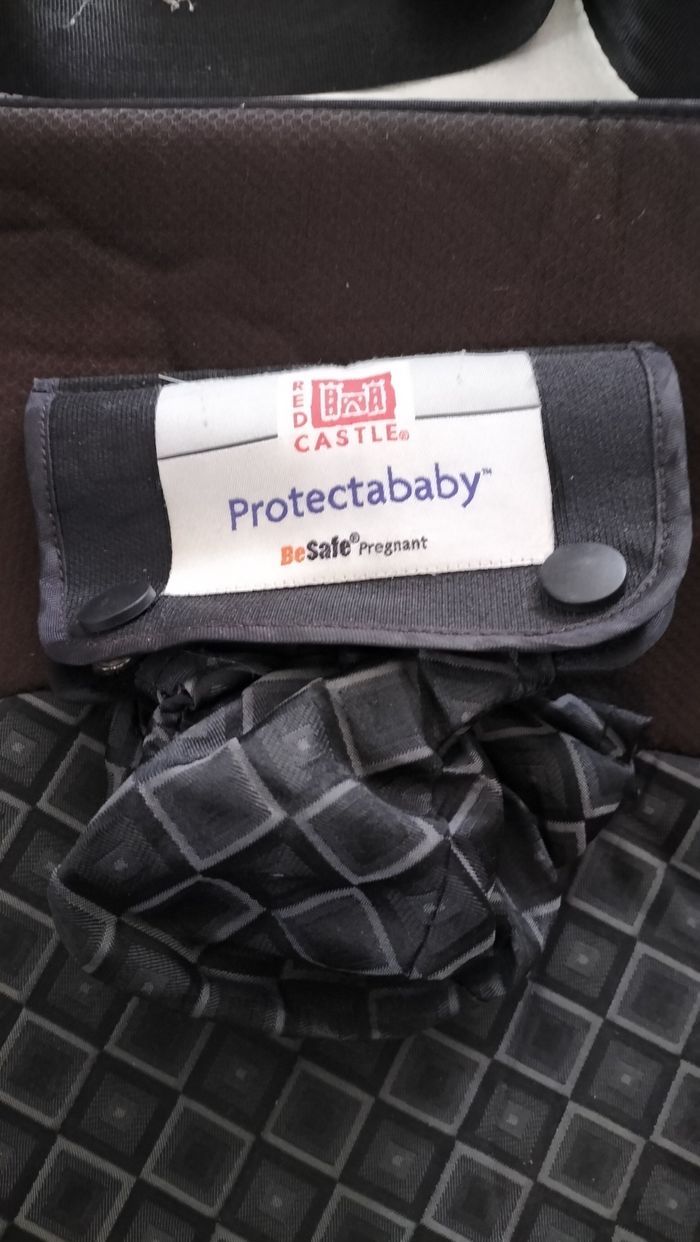 RED
CASTLE®
Protectababy™
BeSafe® Pregnant